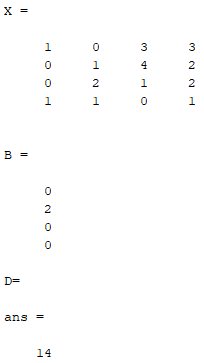 X =
1 0 3 3
0 1 4 2
0 2 1 2
1 1 0 1
B =
0
2
0
0
D=
ans =
14